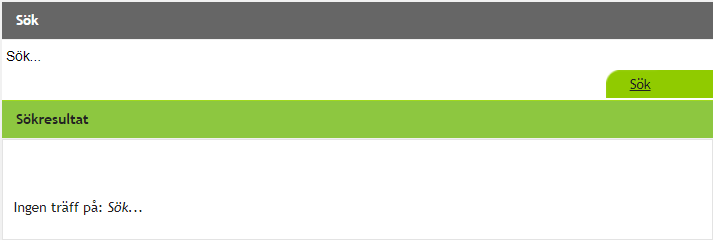 Sök
Sök...
Sök
Sökresultat
Ingen träff på: Sök...